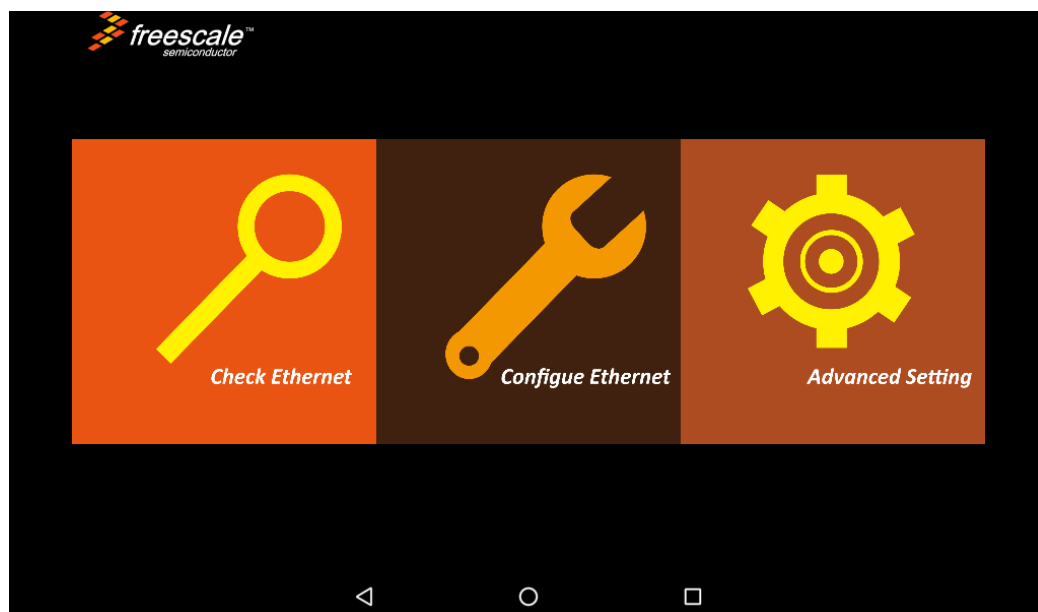 freescale™
semiconductor
Check Ethernet
Configue Ethernet
Advanced Setting